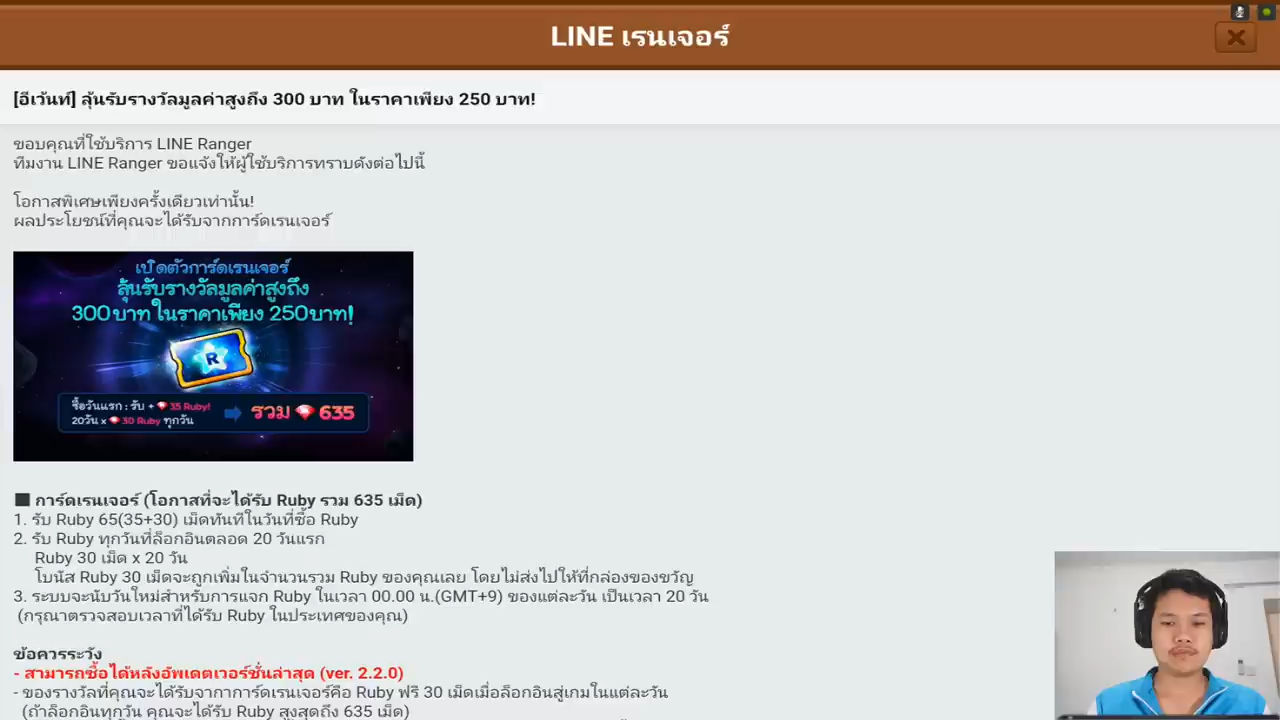 LINE เรนเจอร์
[อีเว้นท์] ลุ้นรับรางวัลมูลค่าสูงถึง 300 บาท ในราคาเพียง 250 บาท!
ขอบคุณที่ใช้บริการ LINE Ranger
ทีมงาน LINE Ranger ขอแจ้งให้ผู้ใช้บริการทราบดังต่อไปนี้
โอกาสพิเศษเพียงครั้งเดียวเท่านั้น!
ผลประโยชน์ที่คุณจะได้รับจากการ์ดเรนเจอร์
เปิดตัวการ์ดเรนเจอร์
ลุ้นรับรางวัลมูลค่าสูงถึง
300บาท ในราคาเพียง 250บาท!
R
ซื้อวันแรก : รับ + 35 Ruby!
20วัน x 30 Ruby ทุกวัน
รวม 635
■ การ์ดเรนเจอร์ (โอกาสที่จะได้รับ Ruby รวม 635 เม็ด)
1. รับ Ruby 65(35+30) เม็ดทันทีในวันที่ซื้อ Ruby
2. รับ Ruby ทุกวันที่ล็อกอินตลอด 20 วันแรก
Ruby 30 เม็ด x 20 วัน
โบนัส Ruby 30 เม็ดจะถูกเพิ่มในจำนวนรวม Ruby ของคุณเลย โดยไม่ส่งไปให้ที่กล่องของขวัญ
3. ระบบจะนับวันใหม่สำหรับการแจก Ruby ในเวลา 00.00 น.(GMT+9) ของแต่ละวัน เป็นเวลา 20 วัน
(กรุณาตรวจสอบเวลาที่ได้รับ Ruby ในประเทศของคุณ)
ข้อควรระวัง
- สามารถซื้อได้หลังอัพเดตเวอร์ชั่นล่าสุด (ver. 2.2.0)
- ของรางวัลที่คุณจะได้รับจากาการ์ดเรนเจอร์คือ Ruby ฟรี 30 เม็ดเมื่อล็อกอินสู่เกมในแต่ละวัน
(ถ้าล็อกอินทุกวัน คุณจะได้รับ Ruby สูงสุดถึง 635 เม็ด)